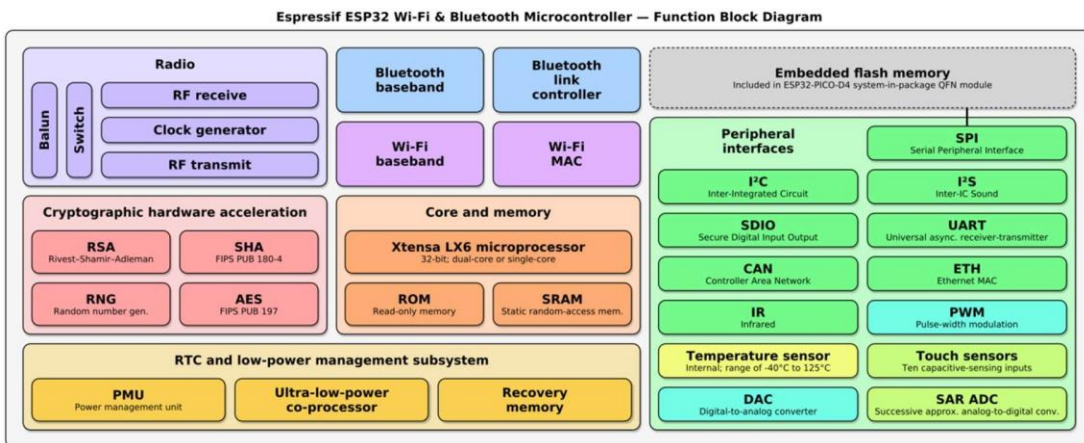 Espressif ESP32 Wi-Fi & Bluetooth Microcontroller — Function Block Diagram
Radio
Balun
Switch
RF receive
Clock generator
RF transmit
Bluetooth
baseband
Bluetooth
link
controller
Wi-Fi
baseband
Wi-Fi
MAC
Embedded flash memory
Included in ESP32-PICO-D4 system-in-package QFN module
Cryptographic hardware acceleration
RSA
Rivest–Shamir–Adleman
SHA
FIPS PUB 180-4
RNG
Random number gen.
AES
FIPS PUB 197
Core and memory
Xtensa LX6 microprocessor
32-bit; dual-core or single-core
ROM
Read-only memory
SRAM
Static random-access mem.
RTC and low-power management subsystem
PMU
Power management unit
Ultra-low-power
co-processor
Recovery
memory
Peripheral
interfaces
SPI
Serial Peripheral Interface
I²C
Inter-Integrated Circuit
I²S
Inter-IC Sound
SDIO
Secure Digital Input Output
UART
Universal async. receiver-transmitter
CAN
Controller Area Network
ETH
Ethernet MAC
IR
Infrared
PWM
Pulse-width modulation
Temperature sensor
Internal; range of -40°C to 125°C
Touch sensors
Ten capacitive-sensing inputs
DAC
Digital-to-analog converter
SAR ADC
Successive approx. analog-to-digital conv.